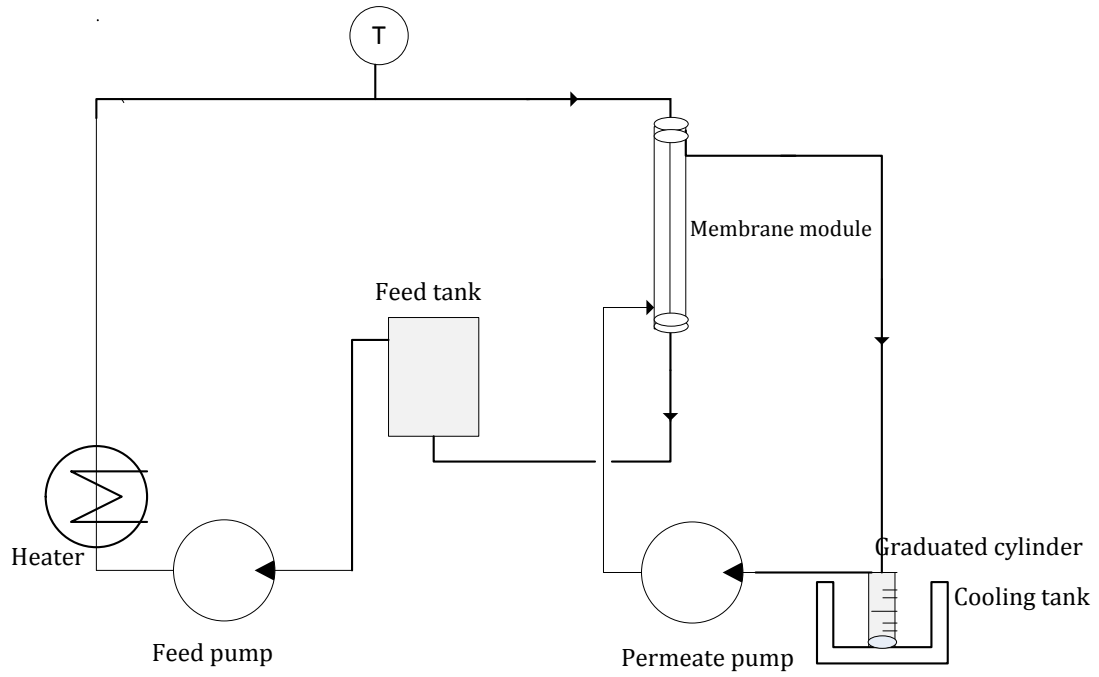 T
Membrane module
Feed tank
Graduated cylinder
Heater
Cooling tank
Feed pump
Permeate pump